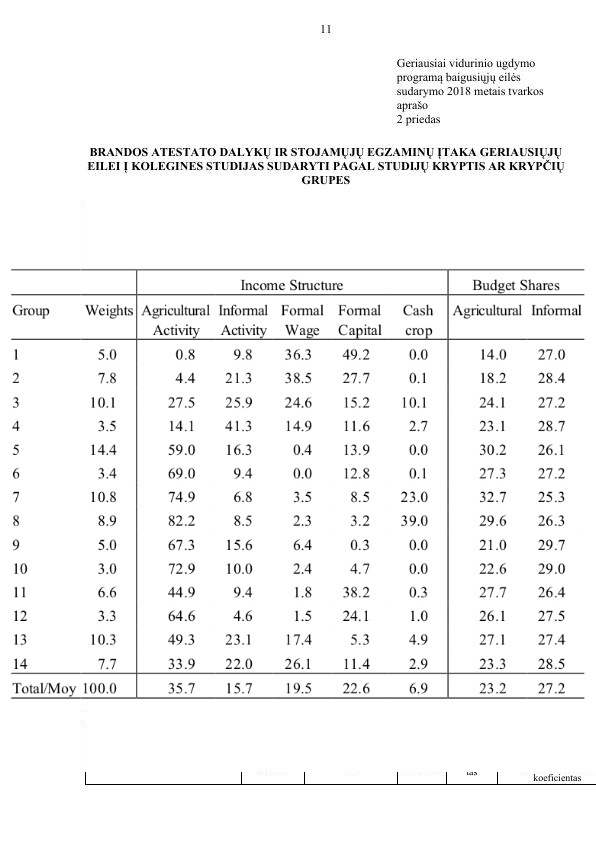 11
Geriausiai vidurinio ugdymo
programą baigusiųjų eilės
sudarymo 2018 metais tvarkos
aprašo
2 priedas
BRANDOS ATESTATO DALYKŲ IR STOJAMŲJŲ EGZAMINŲ ĮTAKA GERIAUSIŲJŲ
EILEI Į KOLEGINES STUDIJAS SUDARYTI PAGAL STUDIJŲ KRYPTIS AR KRYPČIŲ
GRUPES
Income Structure Budget Shares
Group Weights Agricultural Informal Formal Formal Cash Agricultural Informal
Activity Activity Wage Capital crop
1 5.0 0.8 9.8 36.3 49.2 0.0 14.0 27.0
2 7.8 4.4 21.3 38.5 27.7 0.1 18.2 28.4
3 10.1 27.5 25.9 24.6 15.2 10.1 24.1 27.2
4 3.5 14.1 41.3 14.9 11.6 2.7 23.1 28.7
5 14.4 59.0 16.3 0.4 13.9 0.0 30.2 26.1
6 3.4 69.0 9.4 0.0 12.8 0.1 27.3 27.2
7 10.8 74.9 6.8 3.5 8.5 23.0 32.7 25.3
8 8.9 82.2 8.5 2.3 3.2 39.0 29.6 26.3
9 5.0 67.3 15.6 6.4 0.3 0.0 21.0 29.7
10 3.0 72.9 10.0 2.4 4.7 0.0 22.6 29.0
11 6.6 44.9 9.4 1.8 38.2 0.3 27.7 26.4
12 3.3 64.6 4.6 1.5 24.1 1.0 26.1 27.5
13 10.3 49.3 23.1 17.4 5.3 4.9 27.1 27.4
14 7.7 33.9 22.0 26.1 11.4 2.9 23.3 28.5
Total/Moy 100.0 35.7 15.7 19.5 22.6 6.9 23.2 27.2
tas
koeficientas